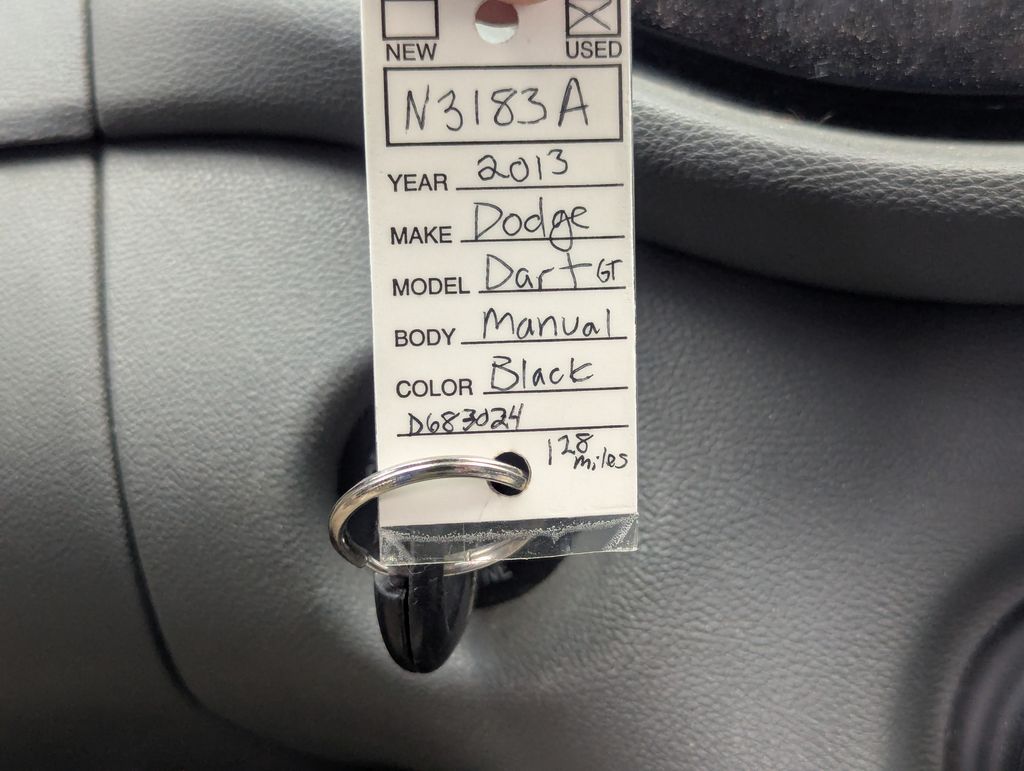 NEW USED
N3183A
YEAR 2013
MAKE Dodge
MODEL Dart GT
BODY Manual
COLOR Black
D683024
128
miles